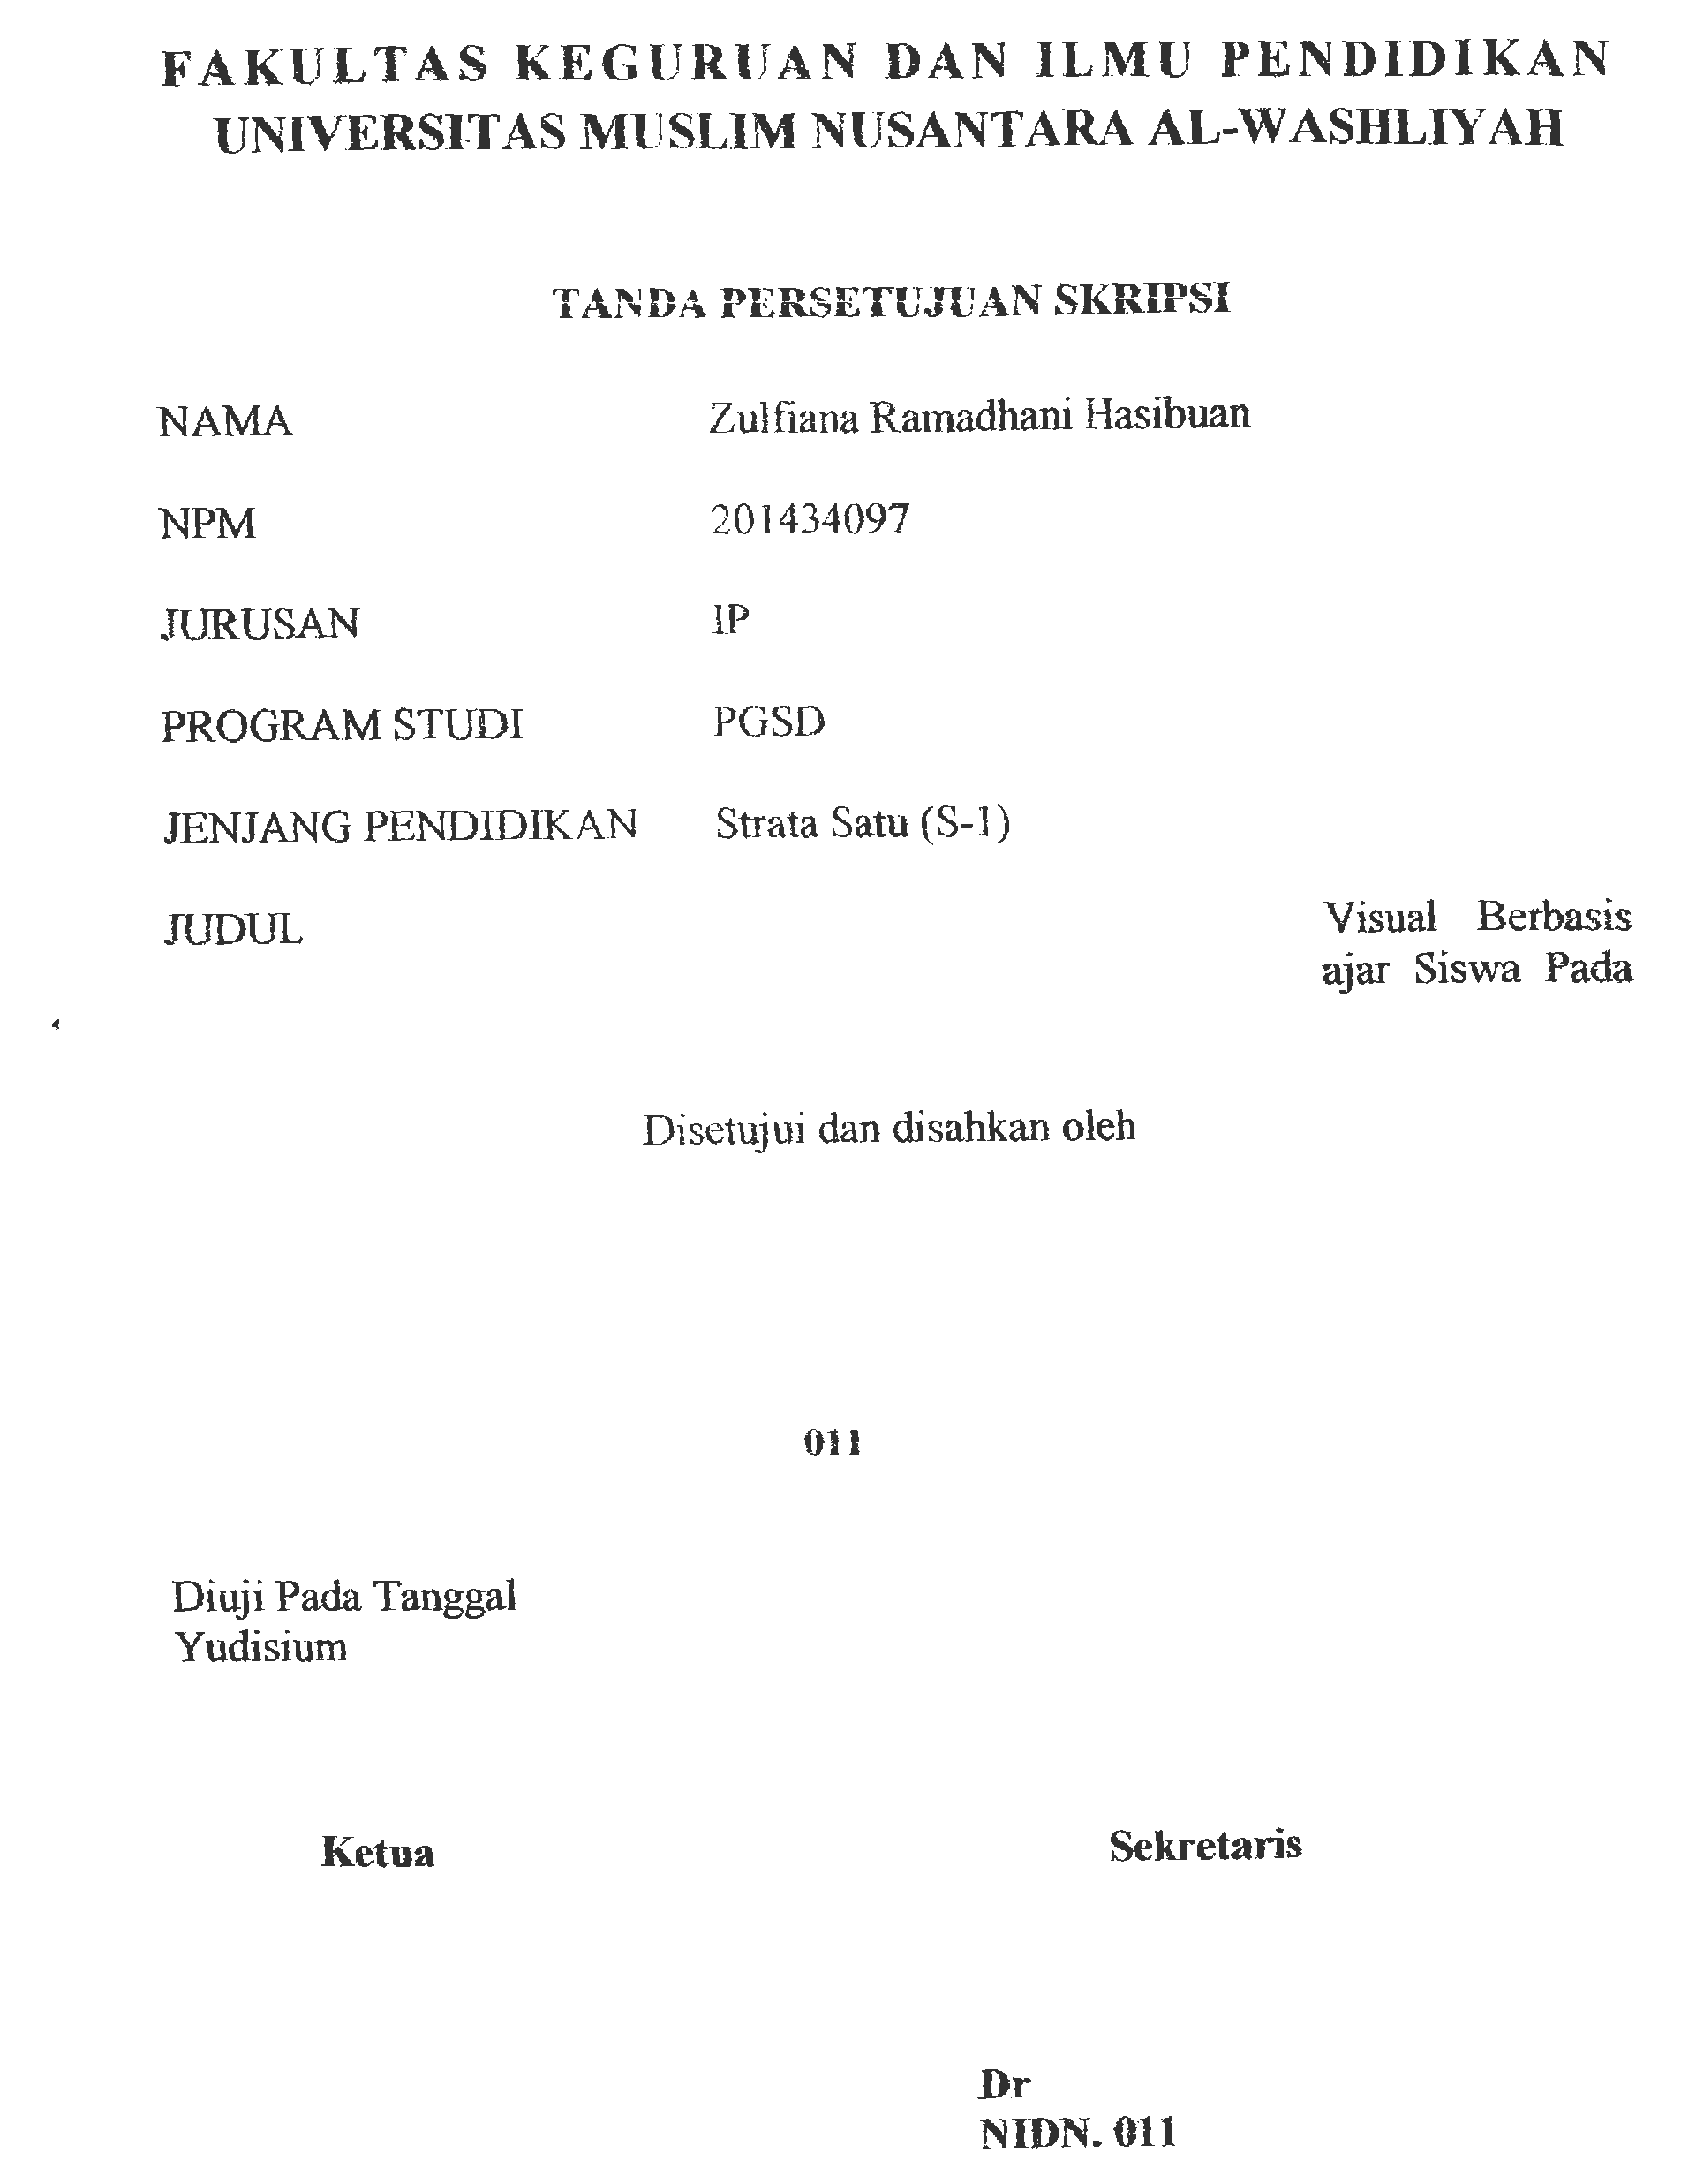 FAKULTAS KEGURUAN DAN ILMU PENDIDIKAN
UNIVERSITAS MUSLIM NUSANTARA AL-WASHLIYAH
TANDA PERSETUJUAN SKRIPSI
NAMA Zulfiana Ramadhani Hasibuan
NPM 201434097
JURUSAN IP
PROGRAM STUDI PGSD
JENJANG PENDIDIKAN Strata Satu (S-1)
JUDUL Visual Berbasis
ajar Siswa Pada
Disetujui dan disahkan oleh
011
Diuji Pada Tanggal
Yudisium
Ketua Sekretaris
Dr
NIDN. 011